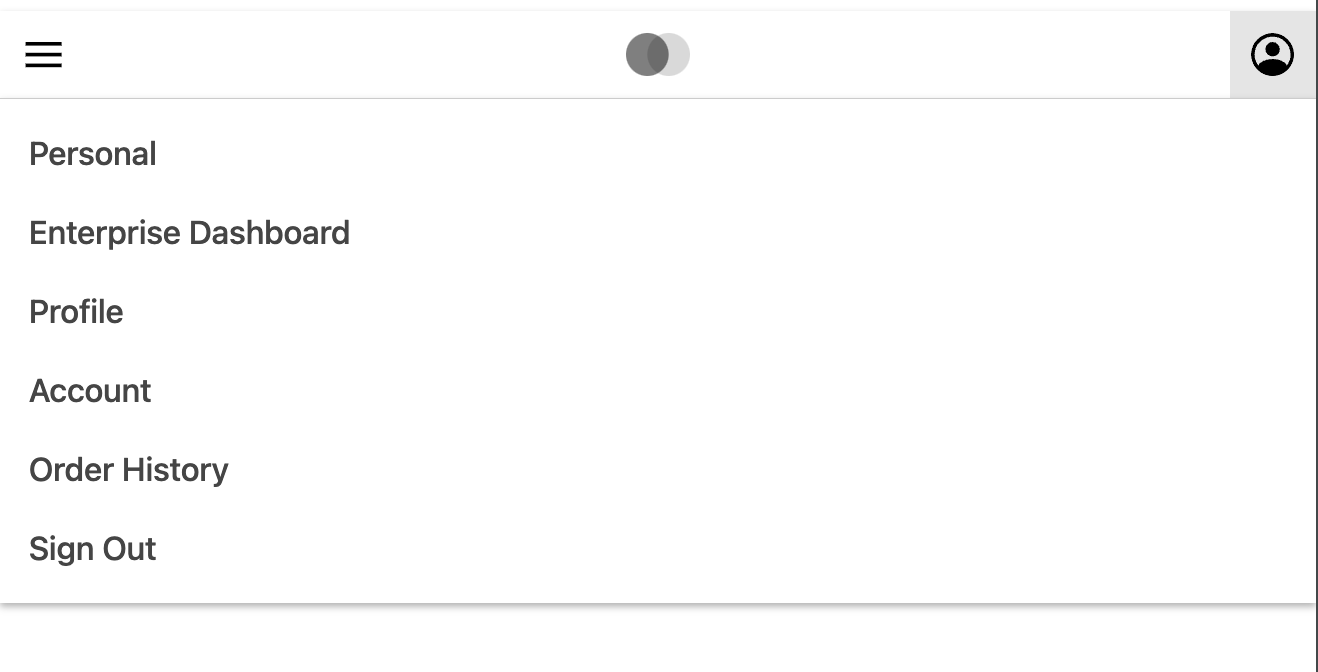 Personal
Enterprise Dashboard
Profile
Account
Order History
Sign Out